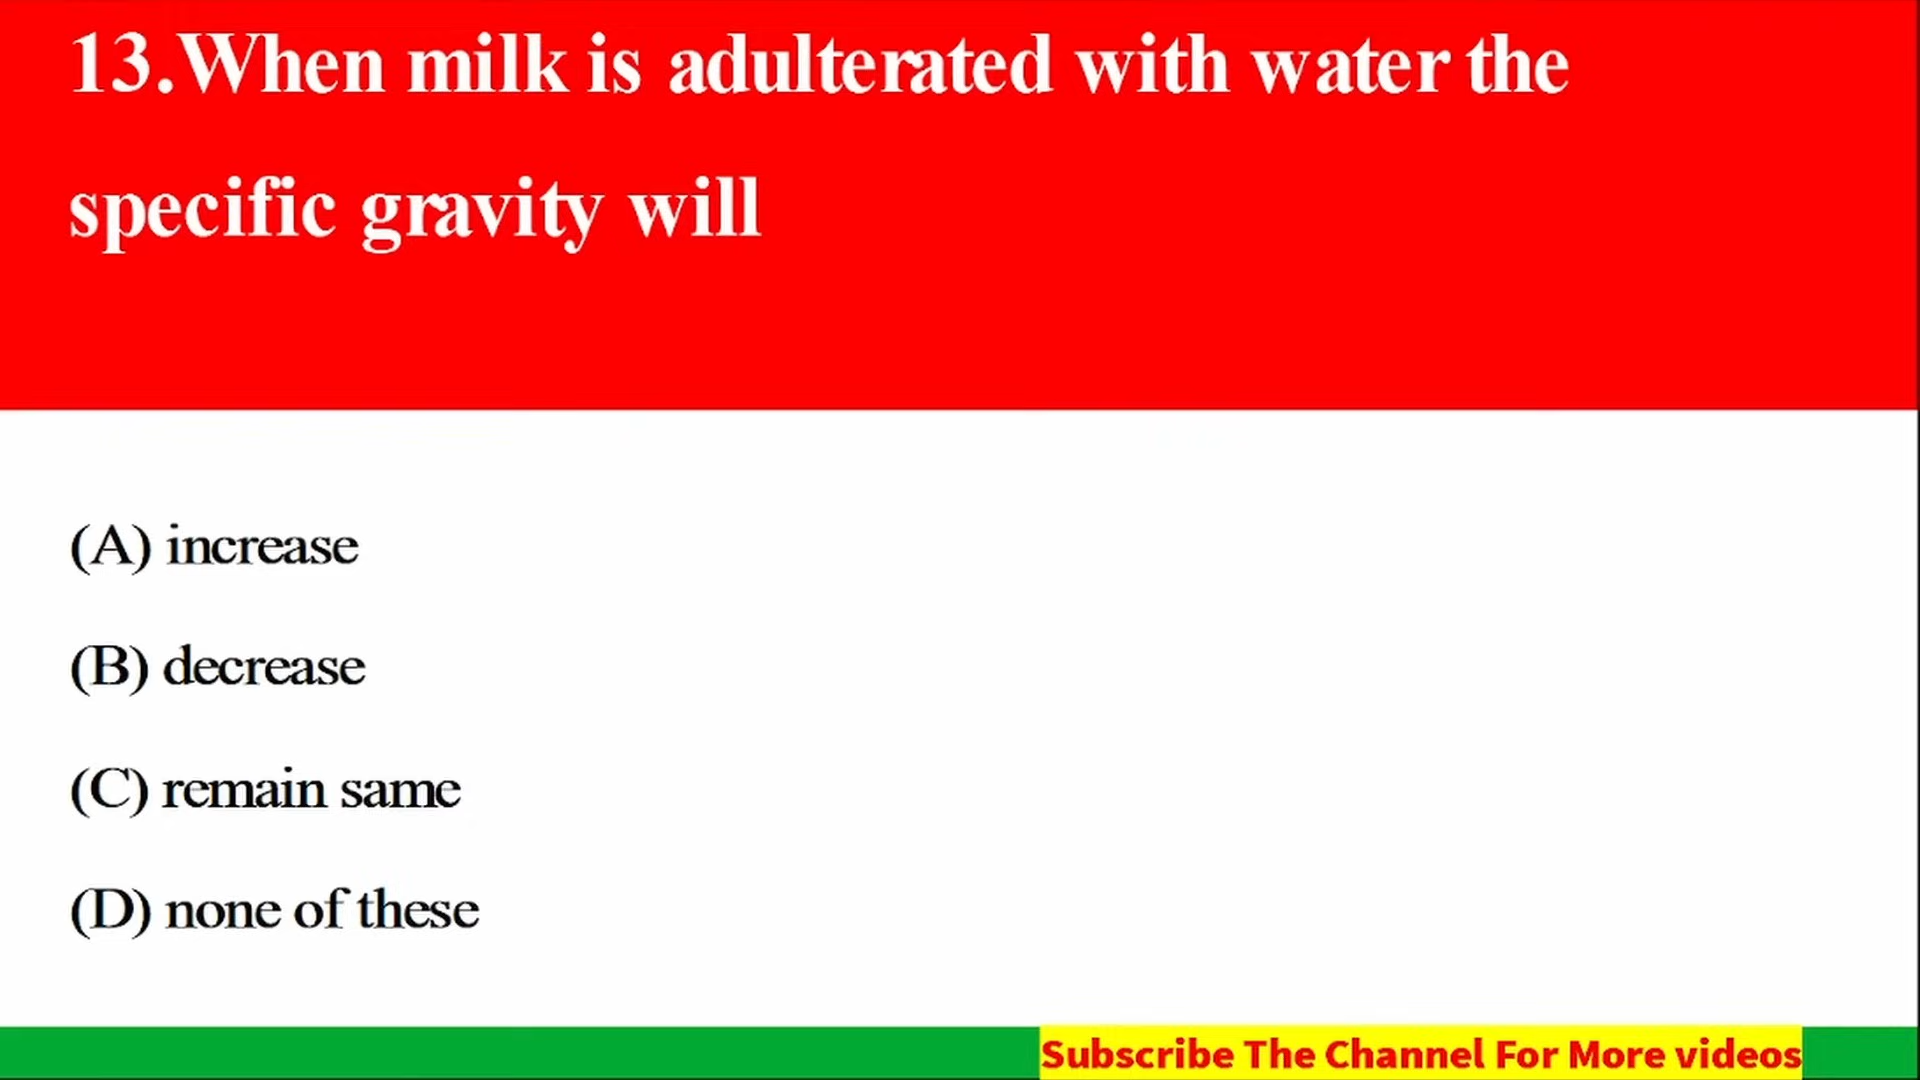 13.When milk is adulterated with water the
specific gravity will
(A) increase
(B) decrease
(C) remain same
(D) none of these
Subscribe The Channel For More videos